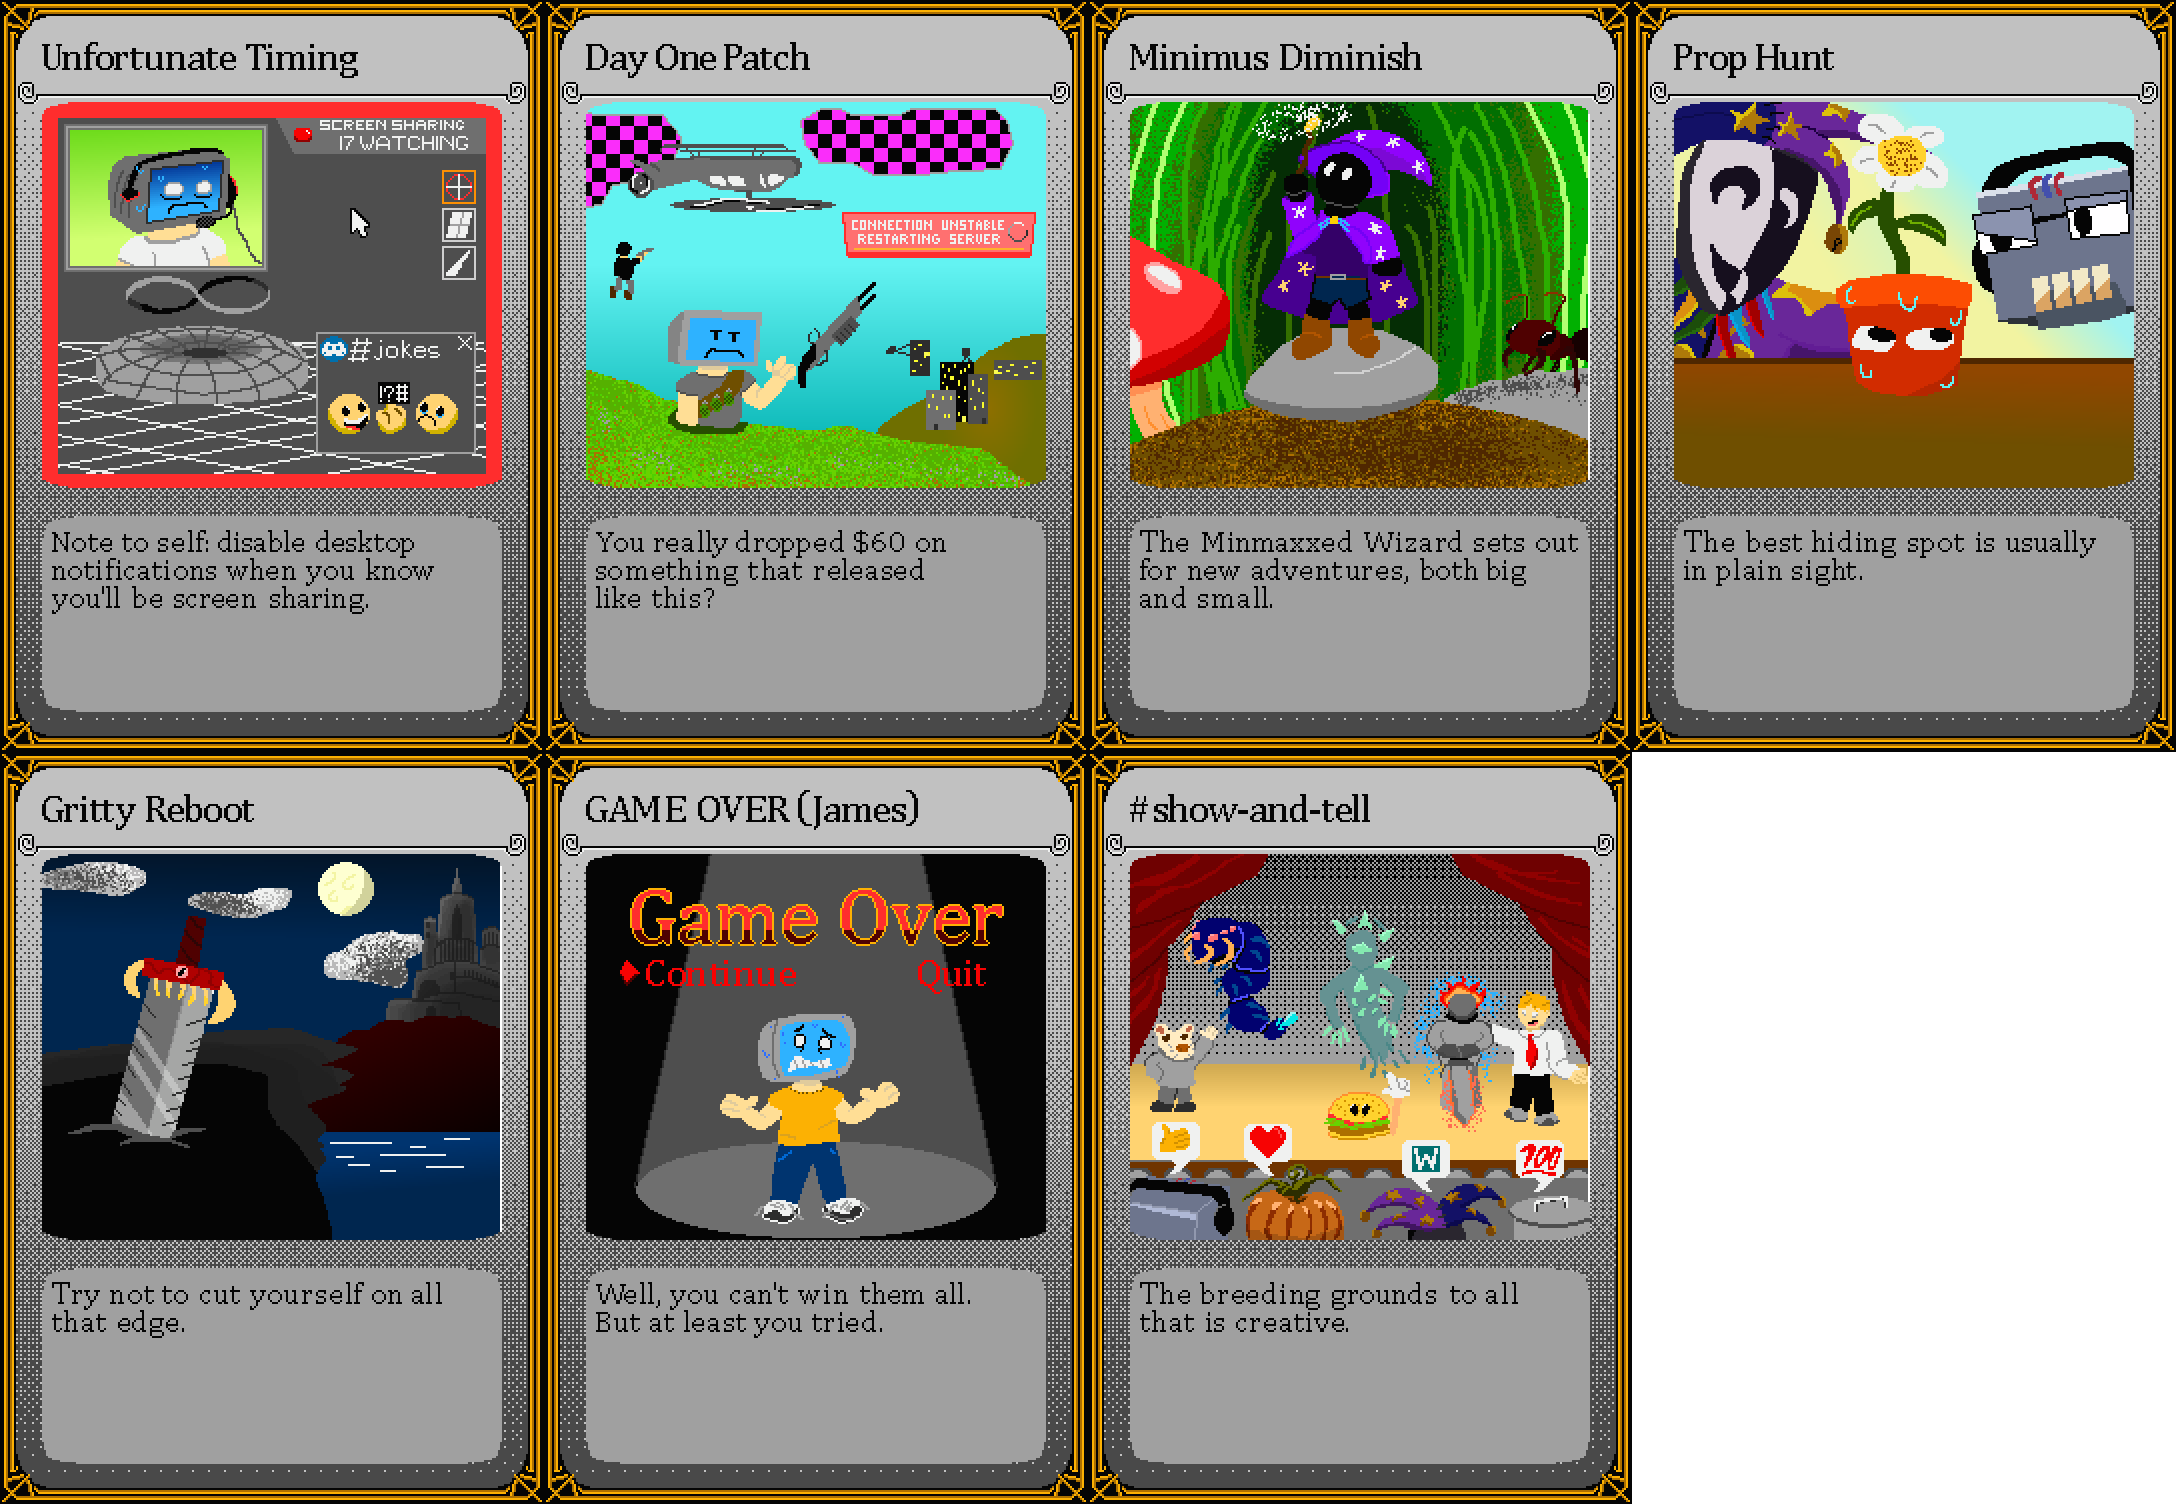 Unfortunate Timing
SCREEN SHARING
17 WATCHING
#jokes
!?#
Note to self: disable desktop
notifications when you know
you'll be screen sharing.
Day One Patch
CONNECTION UNSTABLE
RESTARTING SERVER
You really dropped $60 on
something that released
like this?
Minimus Diminish
The Minmaxxed Wizard sets out
for new adventures, both big
and small.
Prop Hunt
The best hiding spot is usually
in plain sight.
Gritty Reboot
Try not to cut yourself on all
that edge.
GAME OVER (James)
Game Over
Continue Quit
Well, you can't win them all.
But at least you tried.
#show-and-tell
W
100
The breeding grounds to all
that is creative.